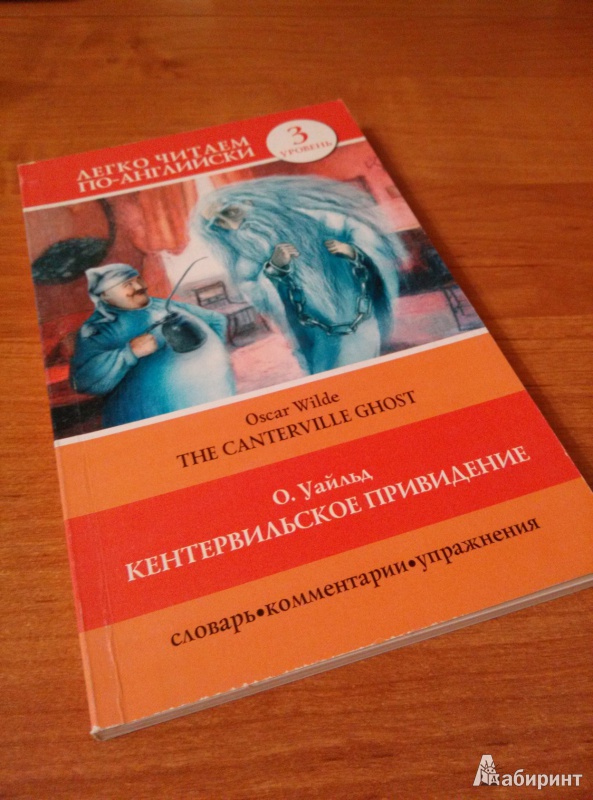 ЛЕГКО ЧИТАЕМ
ПО-АНГЛИЙСКИ
3
УРОВЕНЬ
Oscar Wilde
THE CANTERVILLE GHOST
О. Уайльд
КЕНТЕРВИЛЬСКОЕ ПРИВИДЕНИЕ
словарь•комментарии•упражнения
Лабиринт